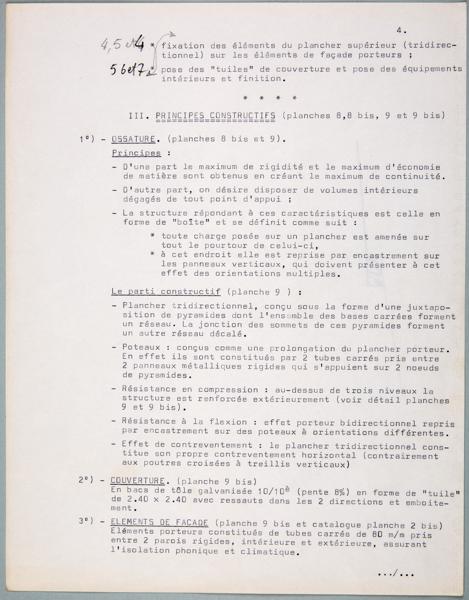 4.
4,5 et 4 * fixation des éléments du plancher supérieur (tridirec-
tionnel) sur les éléments de façade porteurs ;
5 6 et 7 * pose des "tuiles" de couverture et pose des équipements
intérieurs et finition.
* * * *
III. PRINCIPES CONSTRUCTIFS (planches 8,8 bis, 9 et 9 bis)
1°) - OSSATURE. (planches 8 bis et 9).
Principes :
- D'une part le maximum de rigidité et le maximum d'économie
de matière sont obtenus en créant le maximum de continuité.
- D'autre part, on désire disposer de volumes intérieurs
dégagés de tout point d'appui ;
- La structure répondant à ces caractéristiques est celle en
forme de "boîte" et se définit comme suit :
* toute charge posée sur un plancher est amenée sur
tout le pourtour de celui-ci,
* à cet endroit elle est reprise par encastrement sur
les panneaux verticaux, qui doivent présenter à cet
effet des orientations multiples.
Le parti constructif (planche 9 ) :
- Plancher tridirectionnel, conçu sous la forme d'une juxtapo-
sition de pyramides dont l'ensemble des bases carrées forment
un réseau. La jonction des sommets de ces pyramides forment
un autre réseau décalé.
- Poteaux : conçus comme une prolongation du plancher porteur.
En effet ils sont constitués par 2 tubes carrés pris entre
2 panneaux métalliques rigides qui s'appuient sur 2 noeuds
de pyramides.
- Résistance en compression : au-dessus de trois niveaux la
structure est renforcée extérieurement (voir détail planches
9 et 9 bis).
- Résistance à la flexion : effet porteur bidirectionnel repris
par encastrement sur des poteaux à orientations différentes.
- Effet de contreventement : le plancher tridirectionnel cons-
titue son propre contreventement horizontal (contrairement
aux poutres croisées à treillis verticaux)
2°) - COUVERTURE. (planche 9 bis)
En bacs de tôle galvanisée 10/10è (pente 8%) en forme de "tuile"
de 2.40 x 2.40 avec ressauts dans les 2 directions et emboite-
ment.
3°) - ELEMENTS DE FACADE (planche 9 bis et catalogue planche 2 bis)
Eléments porteurs constitués de tubes carrés de 80 m/m pris
entre 2 parois rigides, intérieure et extérieure, assurant
l'isolation phonique et climatique.
.../...